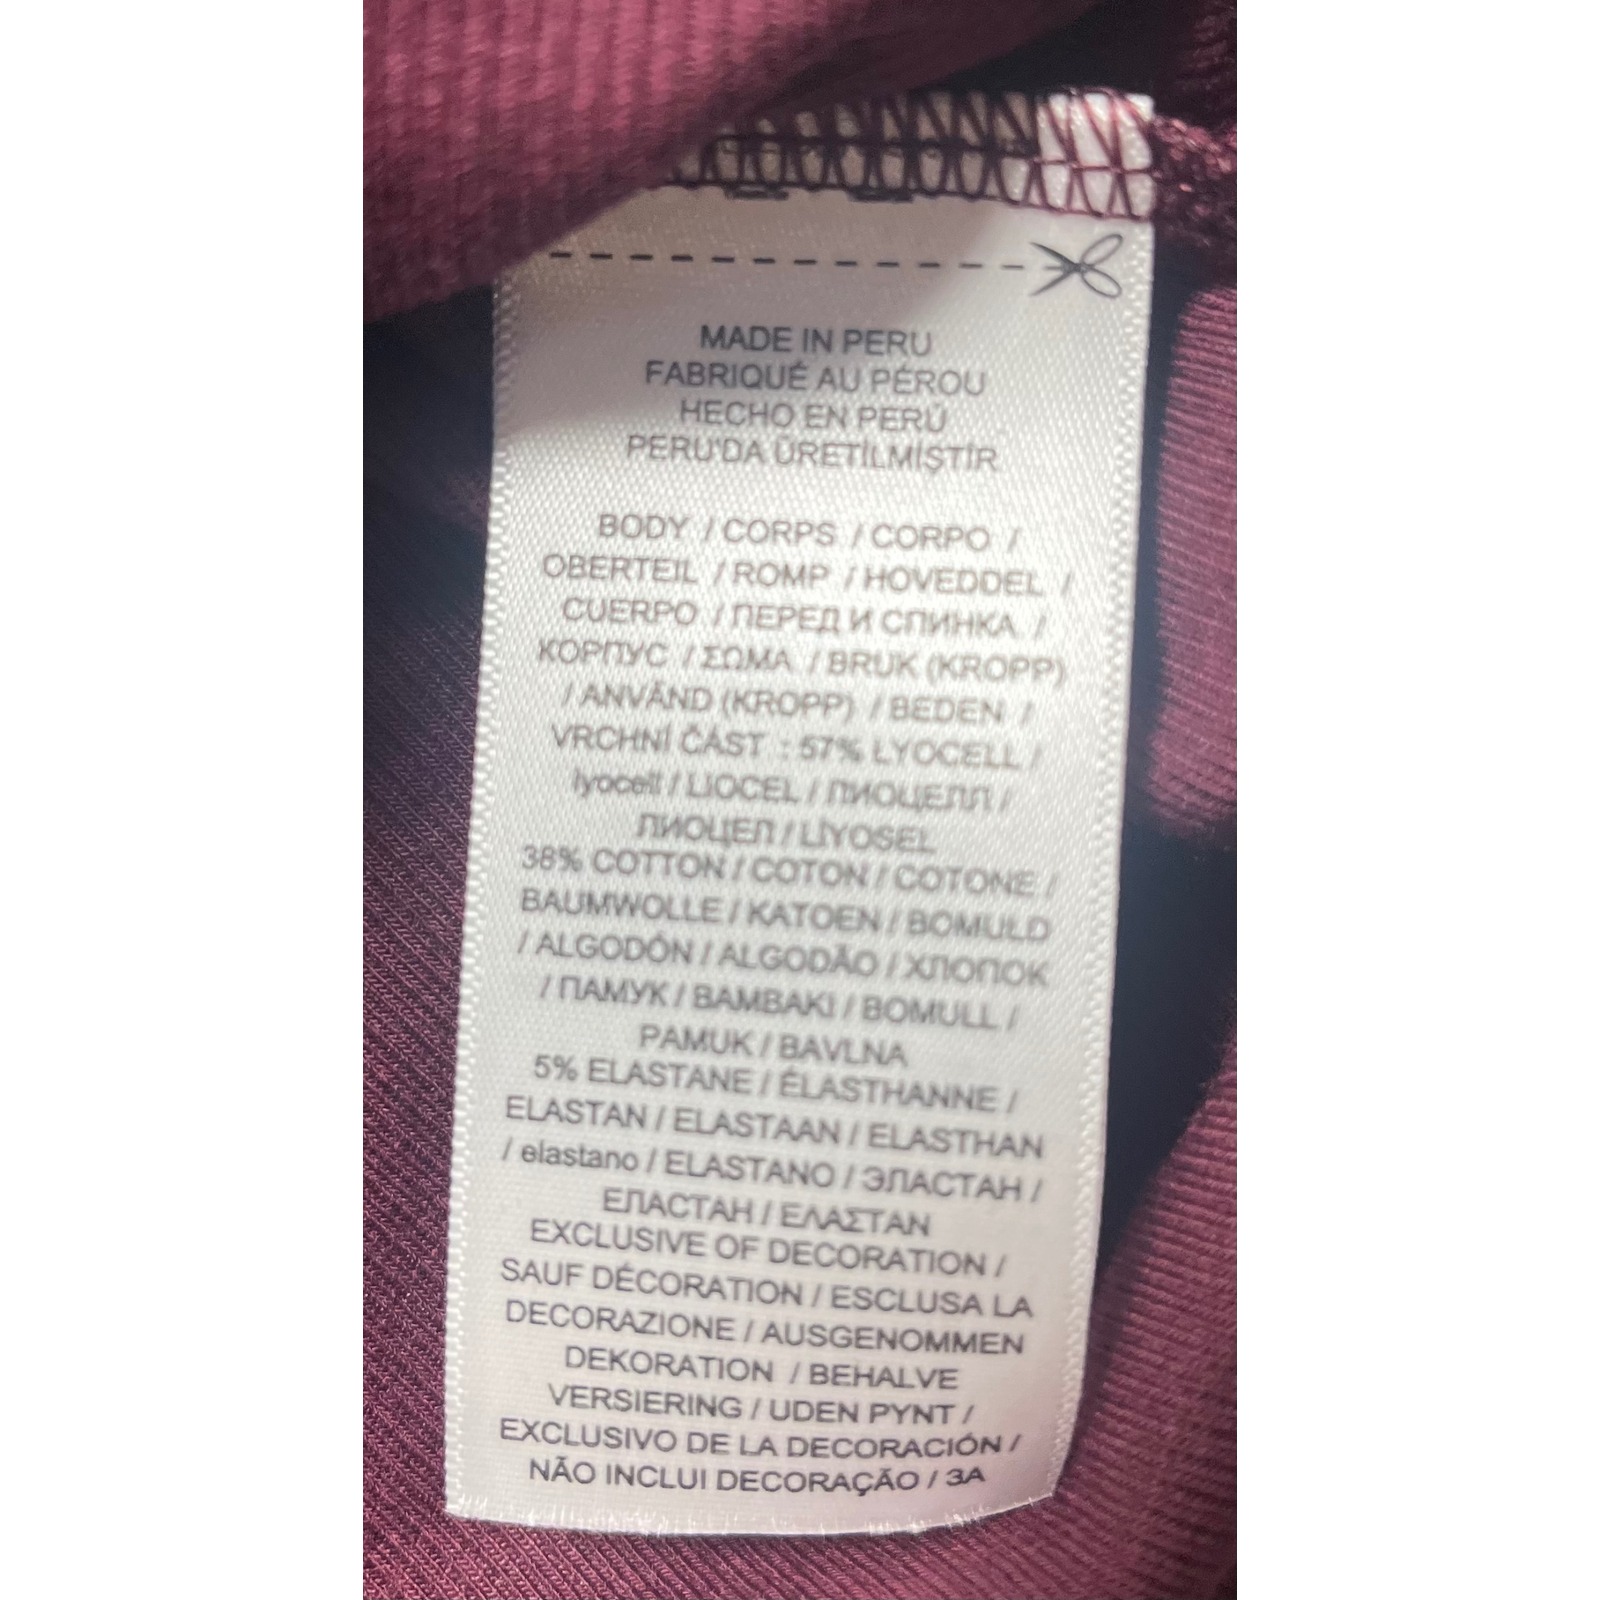 MADE IN PERU
FABRIQUÉ AU PÉROU
HECHO EN PERÚ
PERU'DA ÜRETİLMİŞTİR
BODY / CORPS / CORPO /
OBERTEIL / ROMP / HOVEDDEL /
CUERPO / ПЕРЕД И СПИНКА /
КОРПУС / ΣΩΜΑ / BRUK (KROPP)
/ ANVÄND (KROPP) / BEDEN /
VRCHNÍ ČÁST : 57% LYOCELL /
lyocell / LIOCEL / ЛИОЦЕЛЛ /
ЛИОЦЕЛ / LİYOSEL
38% COTTON / COTON / COTONE /
BAUMWOLLE / KATOEN / BOMULD
/ ALGODÓN / ALGODÃO / ХЛОПОК
/ ПАМУК / ΒΑΜΒΑΚΙ / BOMULL /
PAMUK / BAVLNA
5% ELASTANE / ÉLASTHANNE /
ELASTAN / ELASTAAN / ELASTHAN
/ elastano / ELASTANO / ЭЛАСТАН /
ЕЛАСТАН / ΕΛΑΣΤΑΝ
EXCLUSIVE OF DECORATION /
SAUF DÉCORATION / ESCLUSA LA
DECORAZIONE / AUSGENOMMEN
DEKORATION / BEHALVE
VERSIERING / UDEN PYNT /
EXCLUSIVO DE LA DECORACIÓN /
NÃO INCLUI DECORAÇÃO / ЗА